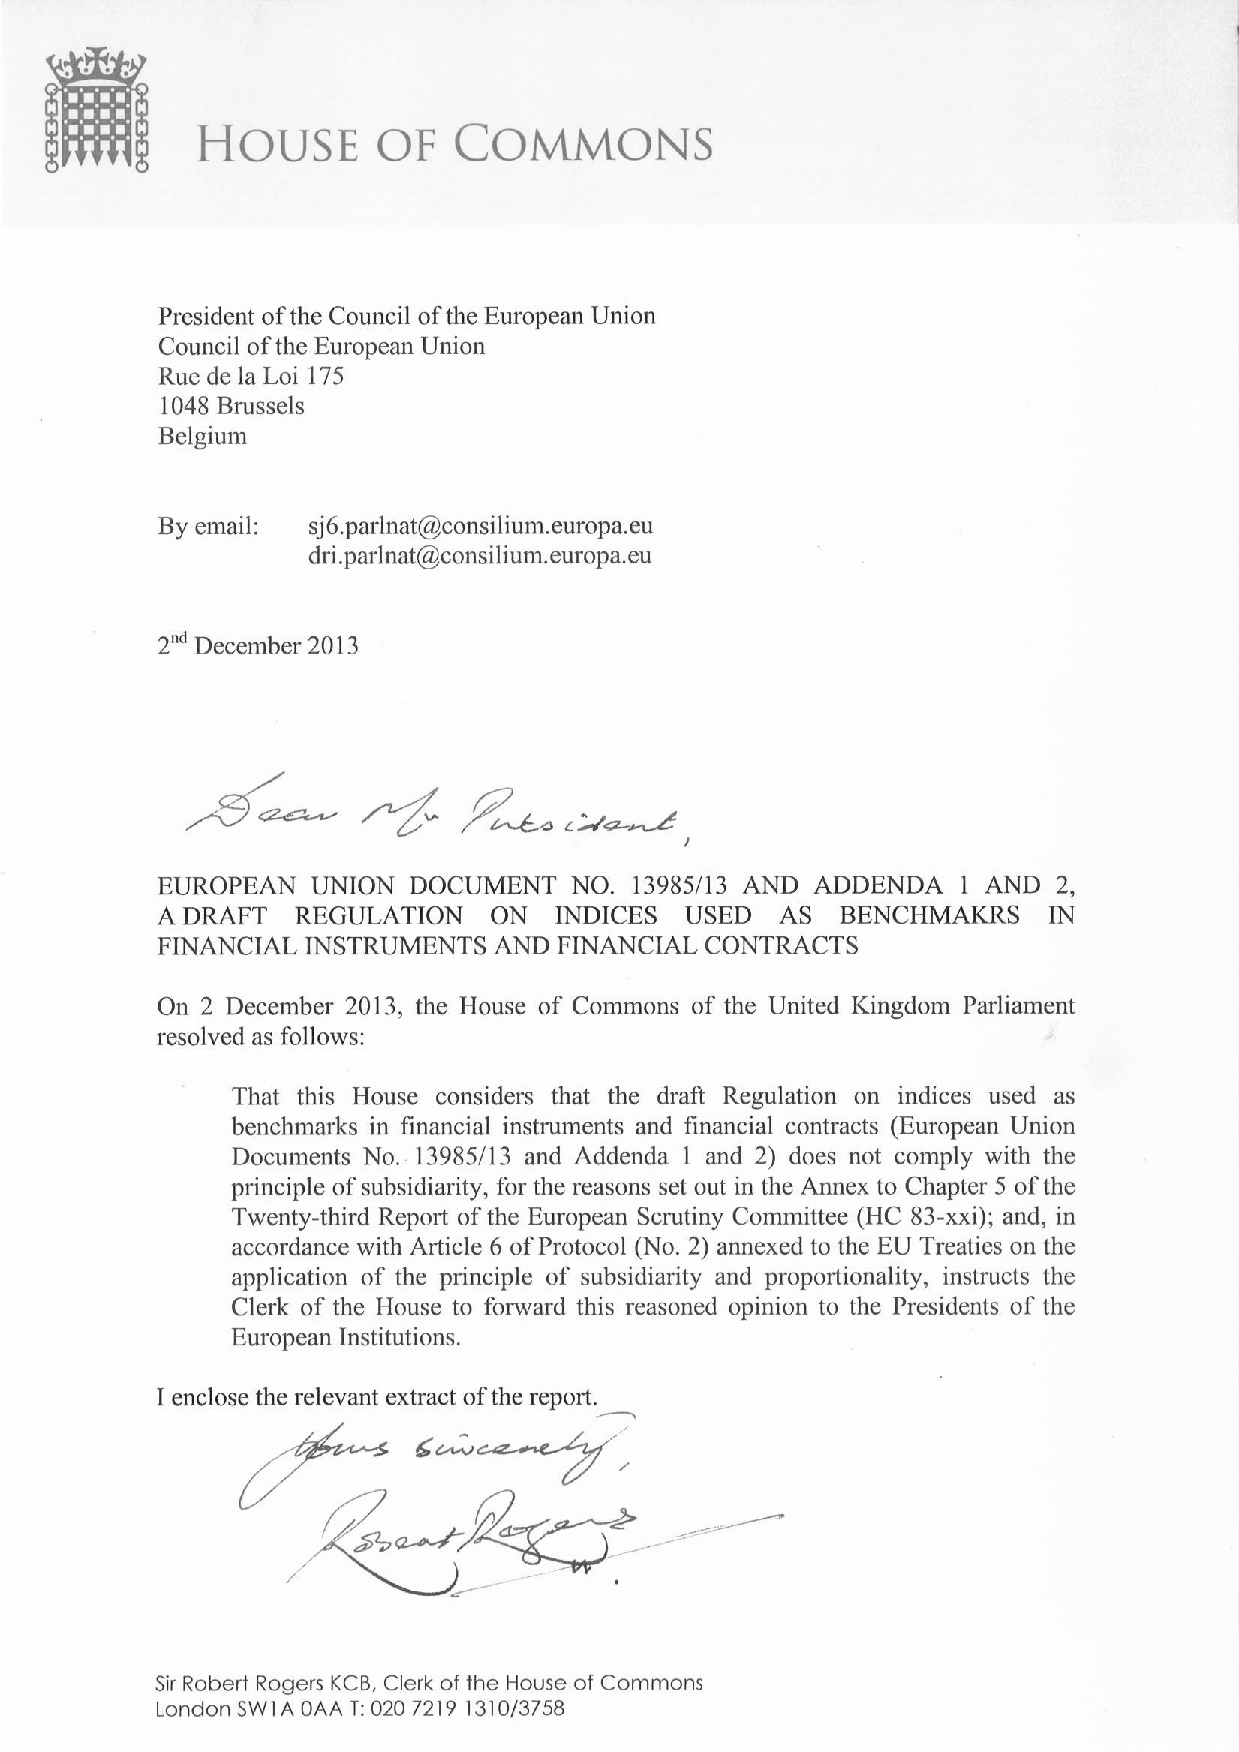 HOUSE OF COMMONS
President of the Council of the European Union
Council of the European Union
Rue de la Loi 175
1048 Brussels
Belgium
By email: sj6.parlnat@consilium.europa.eu
dri.parlnat@consilium.europa.eu
2nd December 2013
Dear Mr President,
EUROPEAN UNION DOCUMENT NO. 13985/13 AND ADDENDA 1 AND 2,
A DRAFT REGULATION ON INDICES USED AS BENCHMAKRS IN
FINANCIAL INSTRUMENTS AND FINANCIAL CONTRACTS
On 2 December 2013, the House of Commons of the United Kingdom Parliament
resolved as follows:
That this House considers that the draft Regulation on indices used as
benchmarks in financial instruments and financial contracts (European Union
Documents No. 13985/13 and Addenda 1 and 2) does not comply with the
principle of subsidiarity, for the reasons set out in the Annex to Chapter 5 of the
Twenty-third Report of the European Scrutiny Committee (HC 83-xxi); and, in
accordance with Article 6 of Protocol (No. 2) annexed to the EU Treaties on the
application of the principle of subsidiarity and proportionality, instructs the
Clerk of the House to forward this reasoned opinion to the Presidents of the
European Institutions.
I enclose the relevant extract of the report.
Yours sincerely,
Robert Rogers
Sir Robert Rogers KCB, Clerk of the House of Commons
London SW1A 0AA T: 020 7219 1310/3758